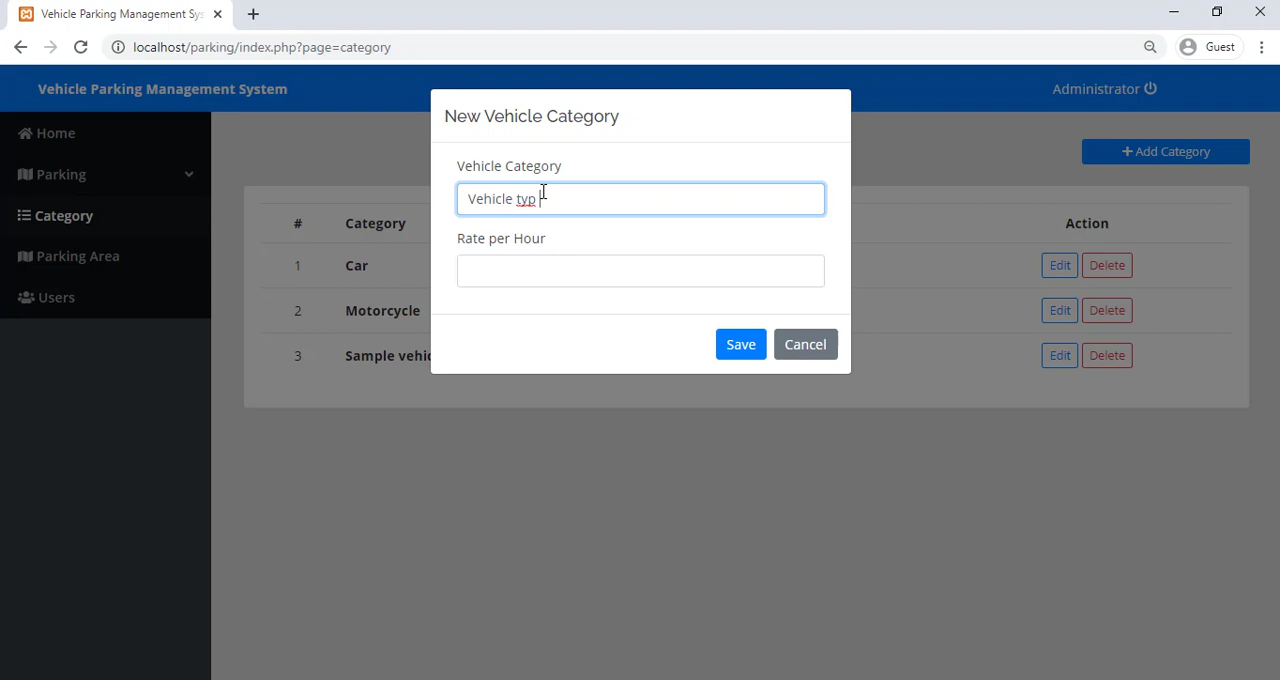 Vehicle Parking Management Sys
localhost/parking/index.php?page=category
Guest
Vehicle Parking Management System
Administrator
Home
Parking
Category
Parking Area
Users
+ Add Category
# Category Action
1 Car Edit Delete
2 Motorcycle Edit Delete
3 Sample vehic Edit Delete
New Vehicle Category
Vehicle Category
Vehicle typ
Rate per Hour
Save Cancel